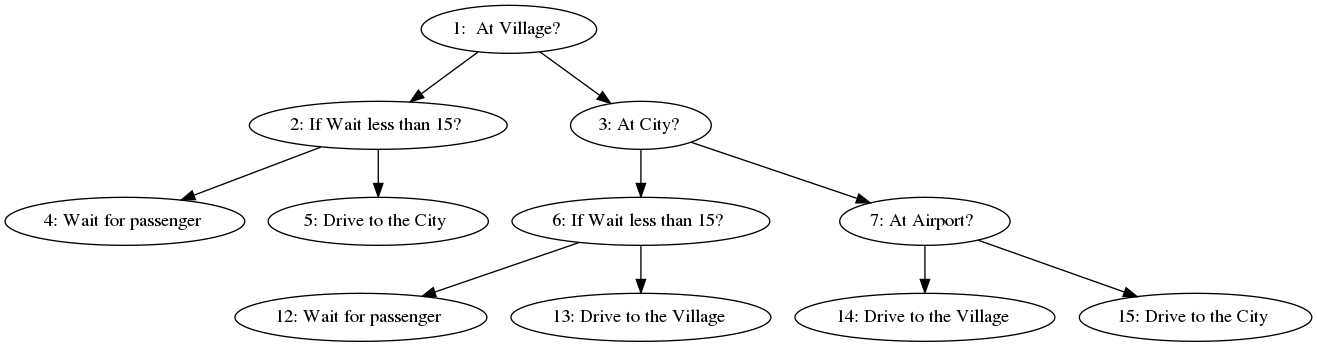 1:  At Village?
2: If Wait less than 15?
3: At City?
4: Wait for passenger
5: Drive to the City
6: If Wait less than 15?
7: At Airport?
12: Wait for passenger
13: Drive to the Village
14: Drive to the Village
15: Drive to the City